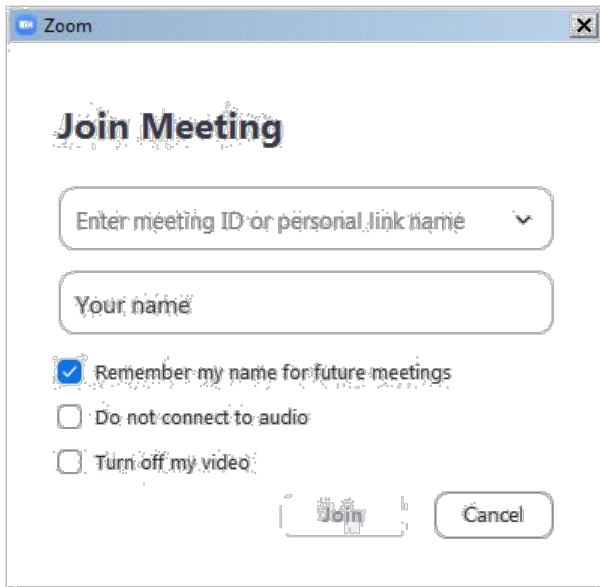 Zoom
Join Meeting
Enter meeting ID or personal link name
Your name
Remember my name for future meetings
Do not connect to audio
Turn off my video
Join Cancel